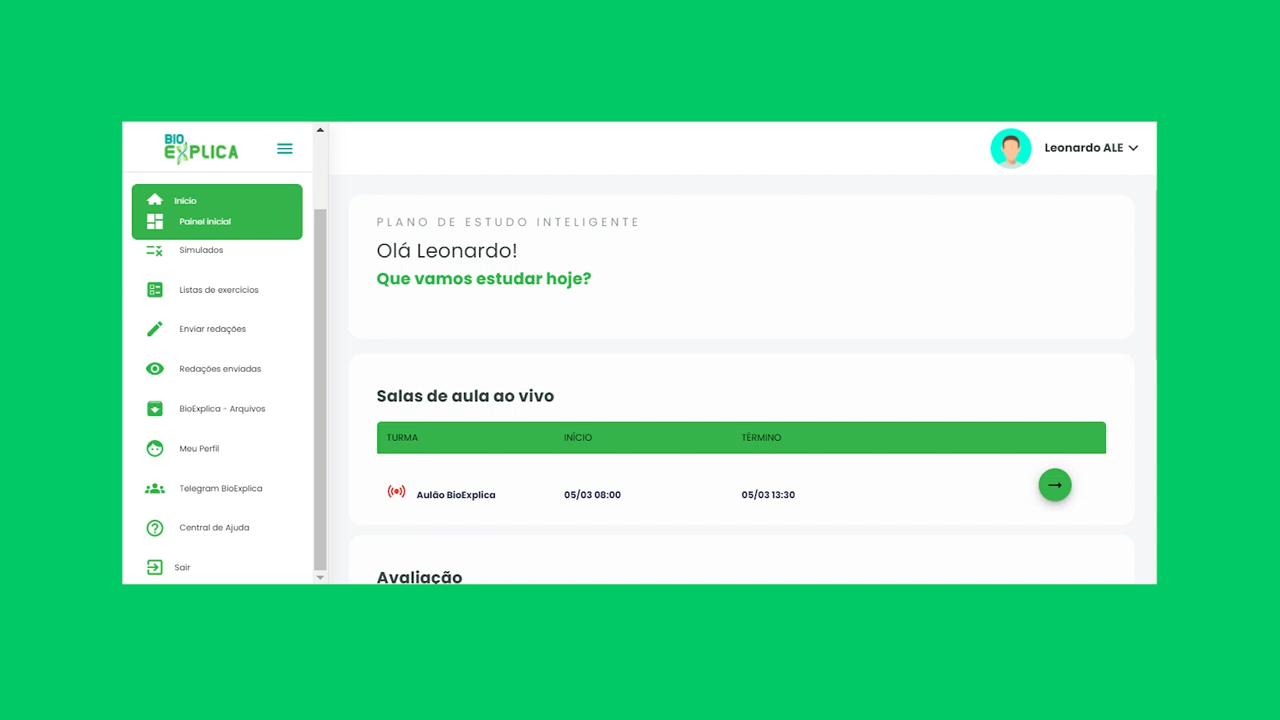 BIO
EXPLICA
Início
Painel inicial
Simulados
Listas de exercícios
Enviar redações
Redações enviadas
BioExplica - Arquivos
Meu Perfil
Telegram BioExplica
Central de Ajuda
Sair
Leonardo ALE
PLANO DE ESTUDO INTELIGENTE
Olá Leonardo!
Que vamos estudar hoje?
Salas de aula ao vivo
TURMA INÍCIO TÉRMINO
Aulão BioExplica 05/03 08:00 05/03 13:30
Avaliação